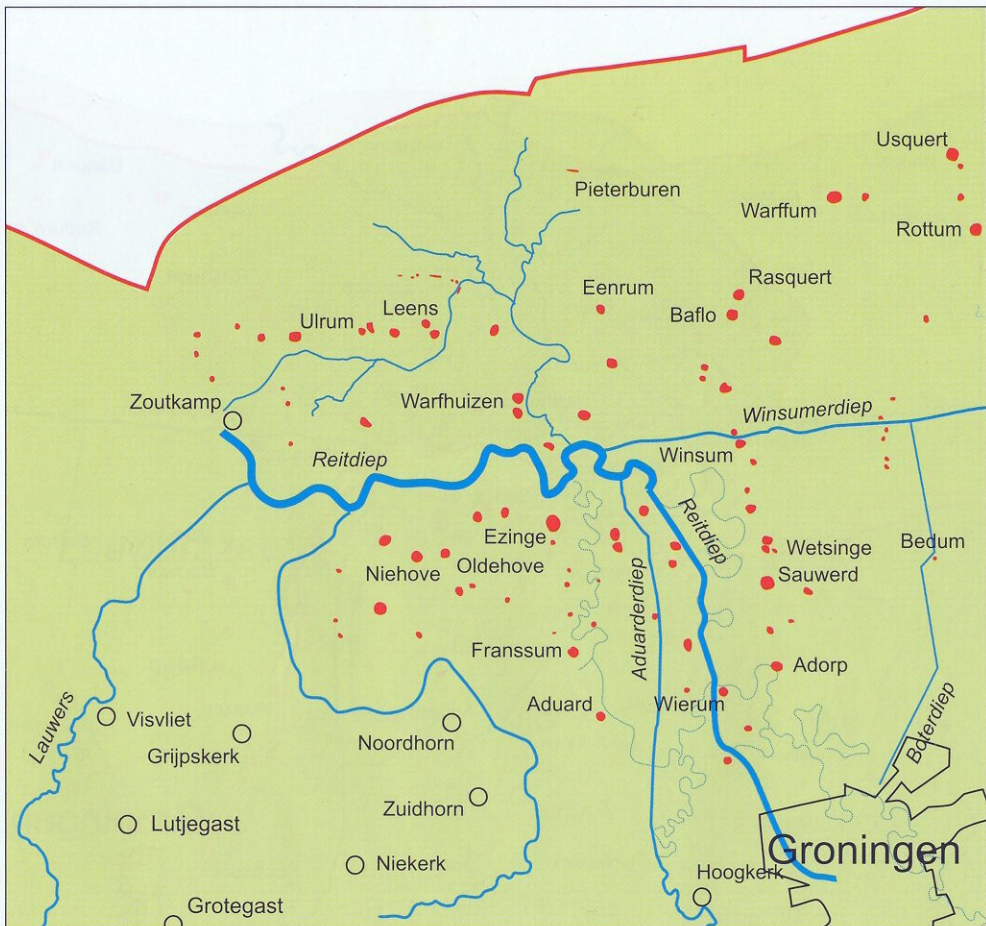 Usquert
Pieterburen
Warffum
Rottum
Rasquert
Eenrum
Leens
Baflo
Ulrum
Zoutkamp
Warfhuizen
Winsumerdiep
Reitdiep
Winsum
Reitdiep
Ezinge
Wetsinge
Bedum
Niehove
Oldehove
Sauwerd
Aduarderdiep
Franssum
Adorp
Aduard
Wierum
Lauwers
Visvliet
Noordhorn
Boterdiep
Grijpskerk
Zuidhorn
Lutjegast
Groningen
Niekerk
Hoogkerk
Grotegast